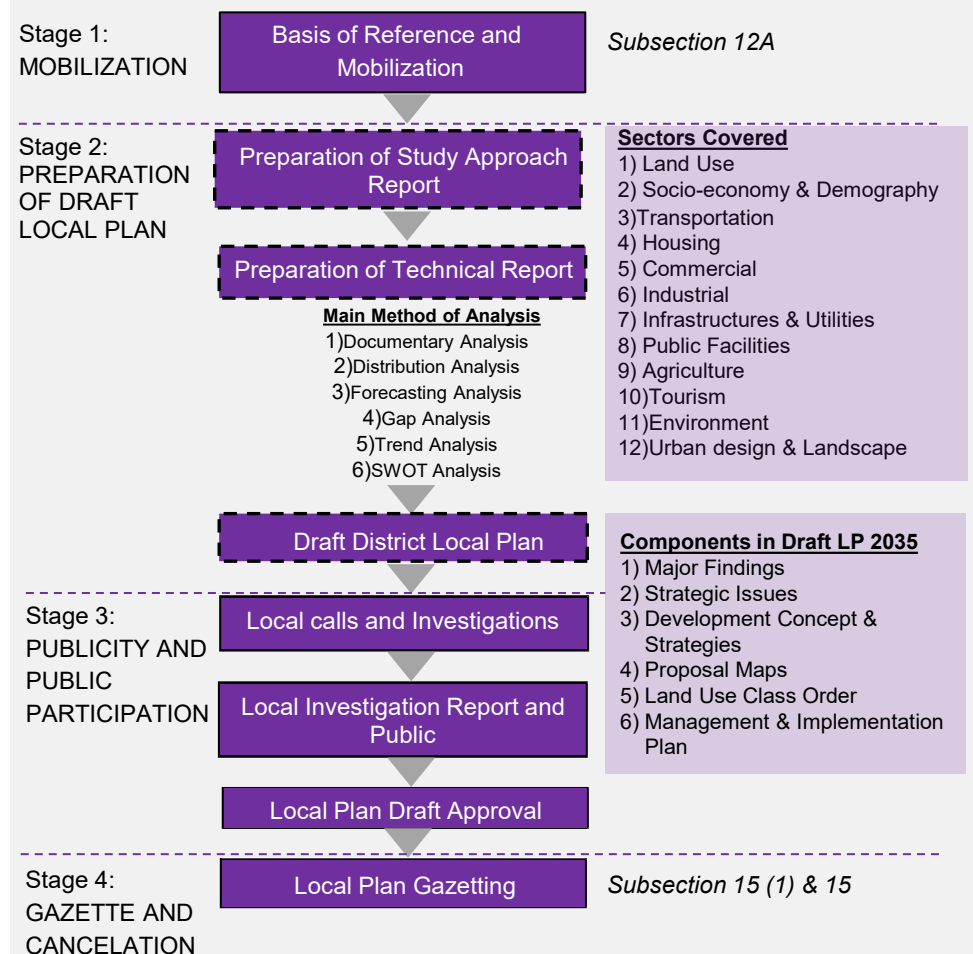 Stage 1:
MOBILIZATION
Basis of Reference and
Mobilization
Subsection 12A
Stage 2:
PREPARATION
OF DRAFT
LOCAL PLAN
Preparation of Study Approach
Report
Preparation of Technical Report
Main Method of Analysis
1)Documentary Analysis
2)Distribution Analysis
3)Forecasting Analysis
4)Gap Analysis
5)Trend Analysis
6)SWOT Analysis
Draft District Local Plan
Sectors Covered
1) Land Use
2) Socio-economy & Demography
3)Transportation
4) Housing
5) Commercial
6) Industrial
7) Infrastructures & Utilities
8) Public Facilities
9) Agriculture
10)Tourism
11)Environment
12)Urban design & Landscape
Components in Draft LP 2035
1) Major Findings
2) Strategic Issues
3) Development Concept &
Strategies
4) Proposal Maps
5) Land Use Class Order
6) Management & Implementation
Plan
Stage 3:
PUBLICITY AND
PUBLIC
PARTICIPATION
Local calls and Investigations
Local Investigation Report and
Public
Local Plan Draft Approval
Stage 4:
GAZETTE AND
CANCELATION
Local Plan Gazetting
Subsection 15 (1) & 15